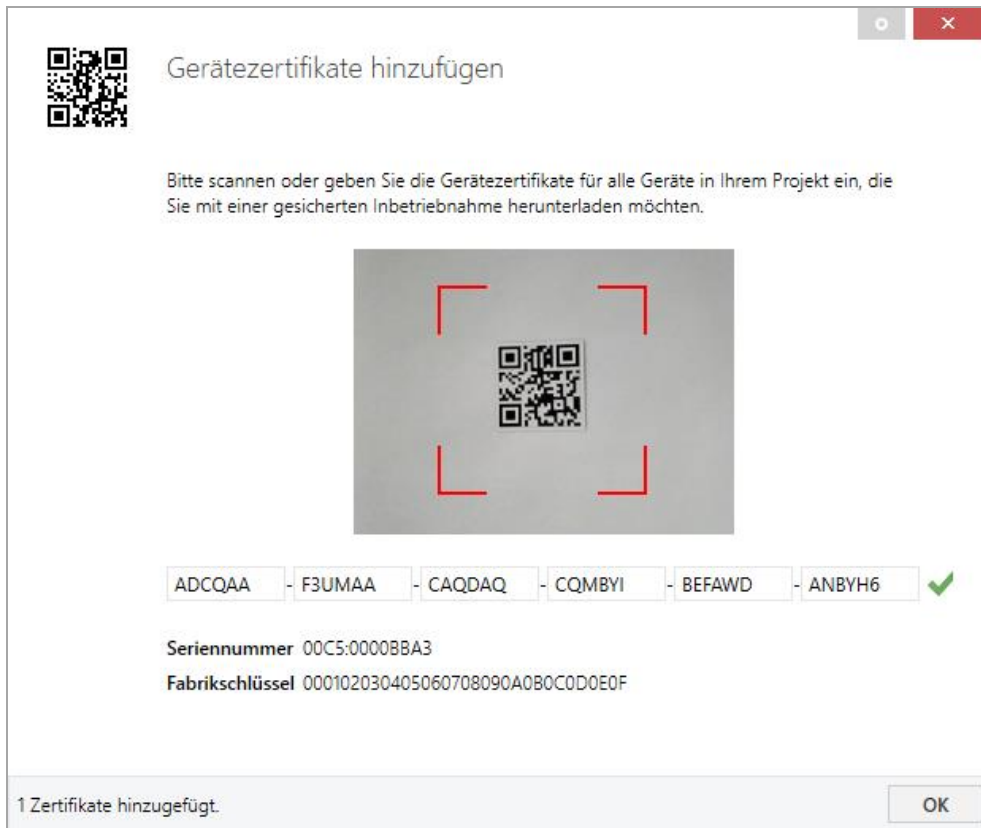 Gerätezertifikate hinzufügen
Bitte scannen oder geben Sie die Gerätezertifikate für alle Geräte in Ihrem Projekt ein, die
Sie mit einer gesicherten Inbetriebnahme herunterladen möchten.
ADCQAA - F3UMAA - CAQDAQ - CQMBYI - BEFAWD - ANBYH6
Seriennummer 00C5:0000BBA3
Fabrikschlüssel 000102030405060708090A0B0C0D0E0F
1 Zertifikate hinzugefügt.
OK